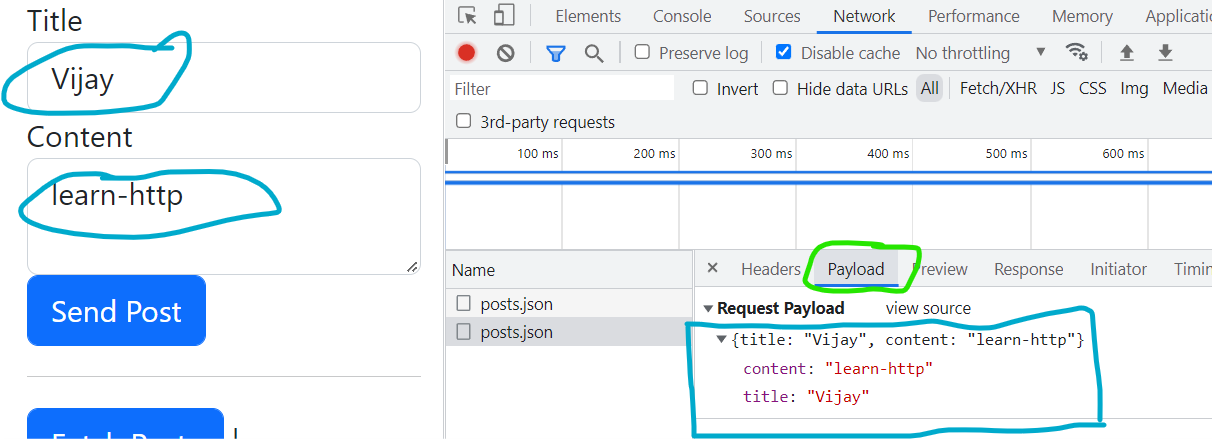 Title
Vijay
Content
learn-http
Send Post
Elements Console Sources Network Performance Memory Applicati
Preserve log Disable cache No throttling
Filter Invert Hide data URLs All Fetch/XHR JS CSS Img Media
3rd-party requests
100 ms 200 ms 300 ms 400 ms 500 ms 600 ms
Name
posts.json
posts.json
Headers Payload Preview Response Initiator Timin
Request Payload view source
{title: "Vijay", content: "learn-http"}
content: "learn-http"
title: "Vijay"